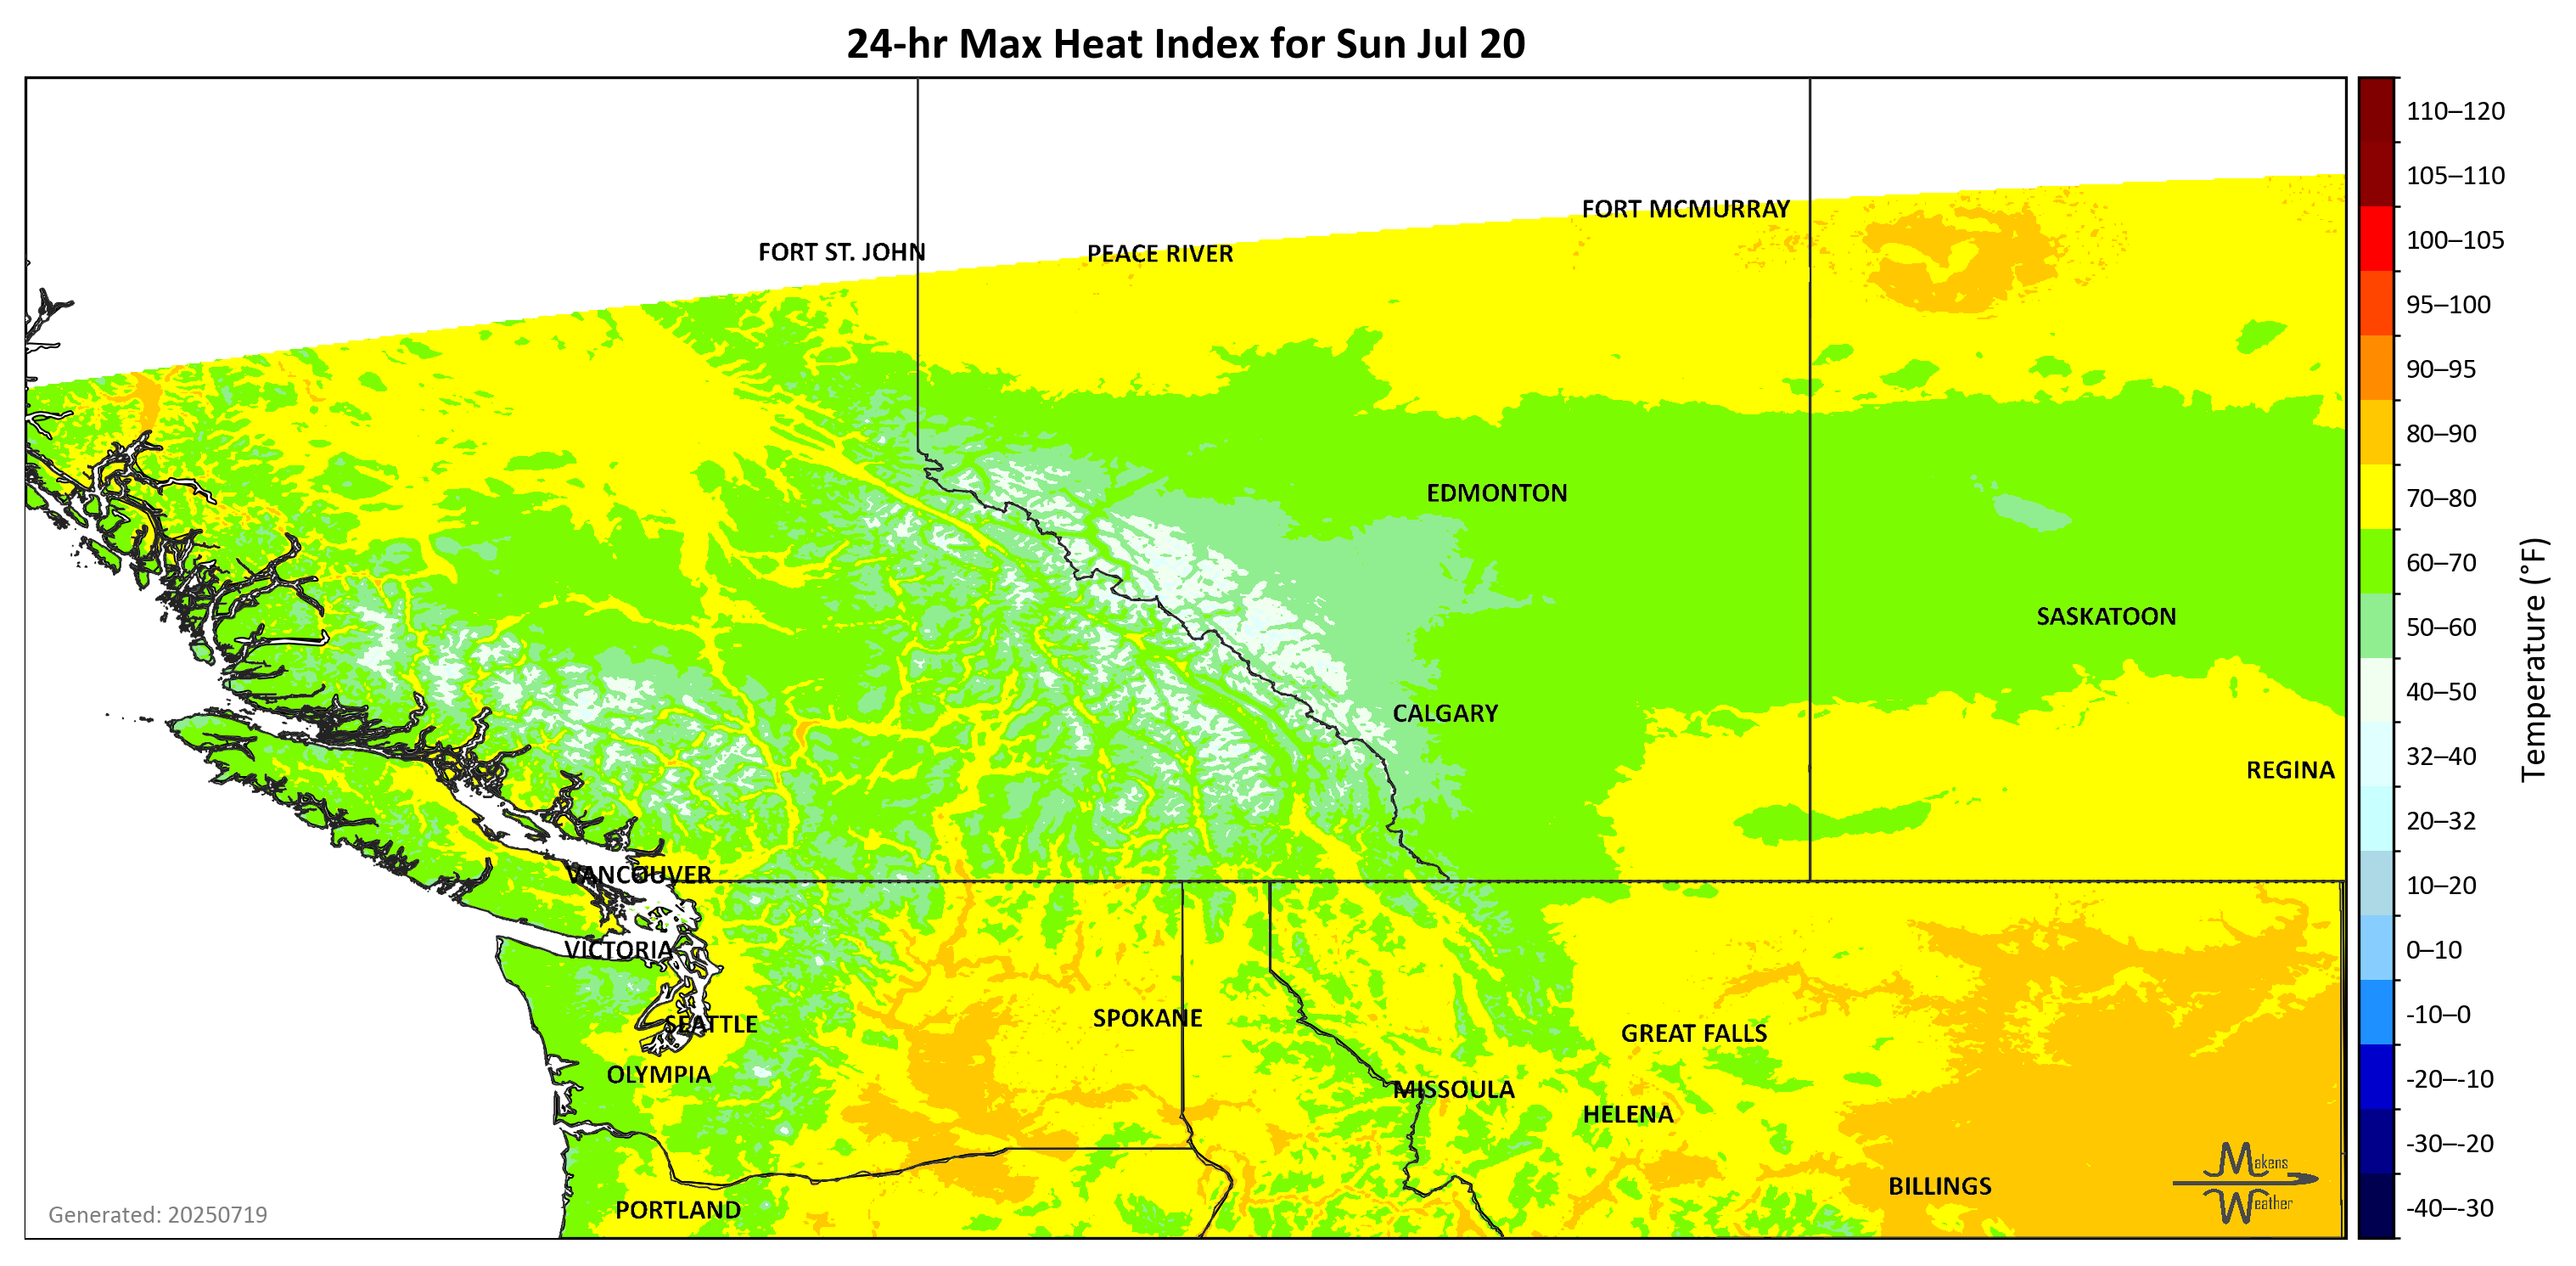 24-hr Max Heat Index for Sun Jul 20
FORT MCMURRAY
FORT ST. JOHN
PEACE RIVER
EDMONTON
SASKATOON
CALGARY
REGINA
VANCOUVER
VICTORIA
SPOKANE
SEATTLE
GREAT FALLS
OLYMPIA
MISSOULA
HELENA
BILLINGS
PORTLAND
Makens
Weather
Generated: 20250719
110–120
105–110
100–105
95–100
90–95
80–90
70–80
60–70
50–60
40–50
32–40
20–32
10–20
0–10
-10–0
-20–-10
-30–-20
-40–-30
Temperature (°F)